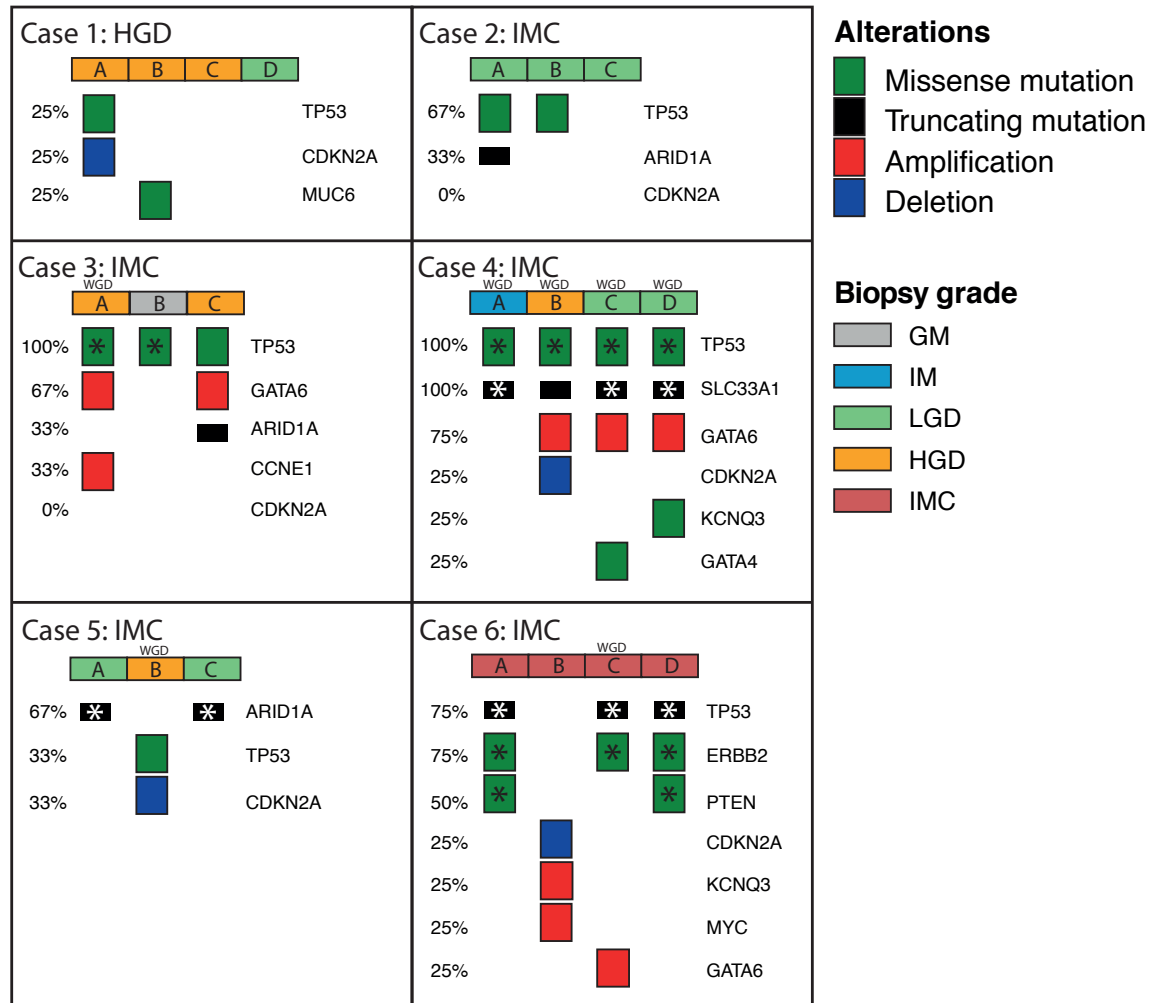 Case 1: HGD
A B C D
25% TP53
25% CDKN2A
25% MUC6
Case 2: IMC
A B C
67% TP53
33% ARID1A
0% CDKN2A
Case 3: IMC
WGD
A B C
100% * * TP53
67% GATA6
33% ARID1A
33% CCNE1
0% CDKN2A
Case 4: IMC
WGD WGD WGD WGD
A B C D
100% * * * * TP53
100% * * * SLC33A1
75% GATA6
25% CDKN2A
25% KCNQ3
25% GATA4
Case 5: IMC
WGD
A B C
67% * * ARID1A
33% TP53
33% CDKN2A
Case 6: IMC
WGD
A B C D
75% * * * TP53
75% * * * ERBB2
50% * * PTEN
25% CDKN2A
25% KCNQ3
25% MYC
25% GATA6
Alterations
Missense mutation
Truncating mutation
Amplification
Deletion
Biopsy grade
GM
IM
LGD
HGD
IMC